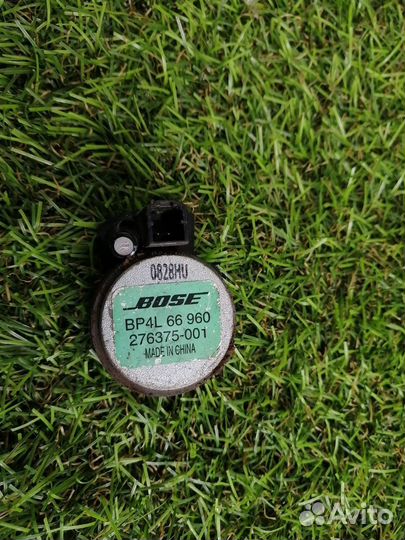 0828HU
BOSE
BP4L 66 960
276375-001
MADE IN CHINA
Avito